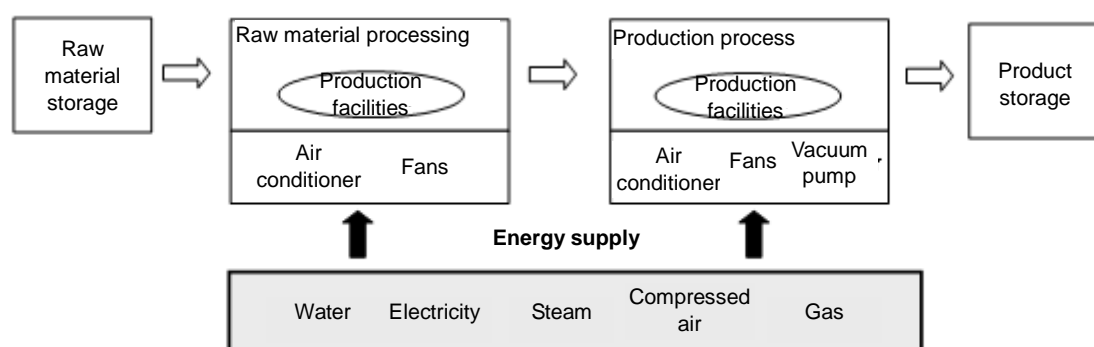 Raw
material
storage
Raw material processing
Production
facilities
Air
conditioner
Fans
Production process
Production
facilities
Air
conditioner
Fans
Vacuum
pump
Product
storage
Energy supply
Water
Electricity
Steam
Compressed
air
Gas